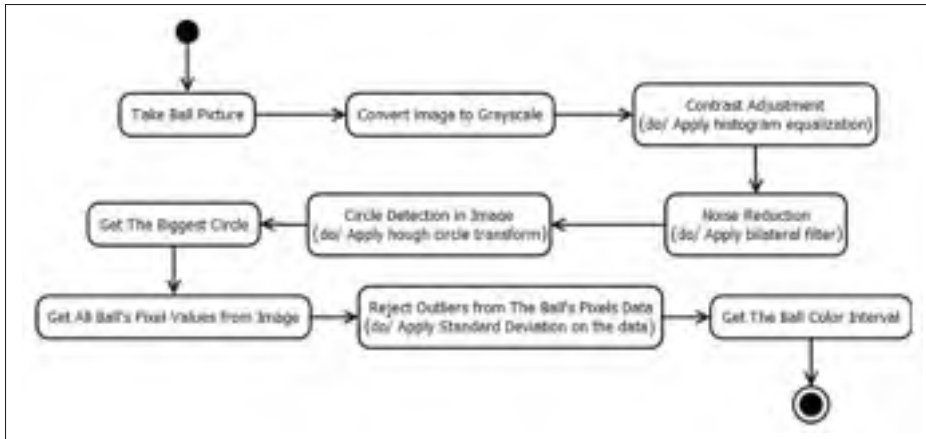 Take Ball Picture
Convert Image to Grayscale
Contrast Adjustment
(do/ Apply histogram equalization)
Noise Reduction
(do/ Apply bilateral filter)
Circle Detection in Image
(do/ Apply hough circle transform)
Get The Biggest Circle
Get All Ball's Pixel Values from Image
Reject Outliers from The Ball's Pixels Data
(do/ Apply Standard Deviation on the data)
Get The Ball Color Interval